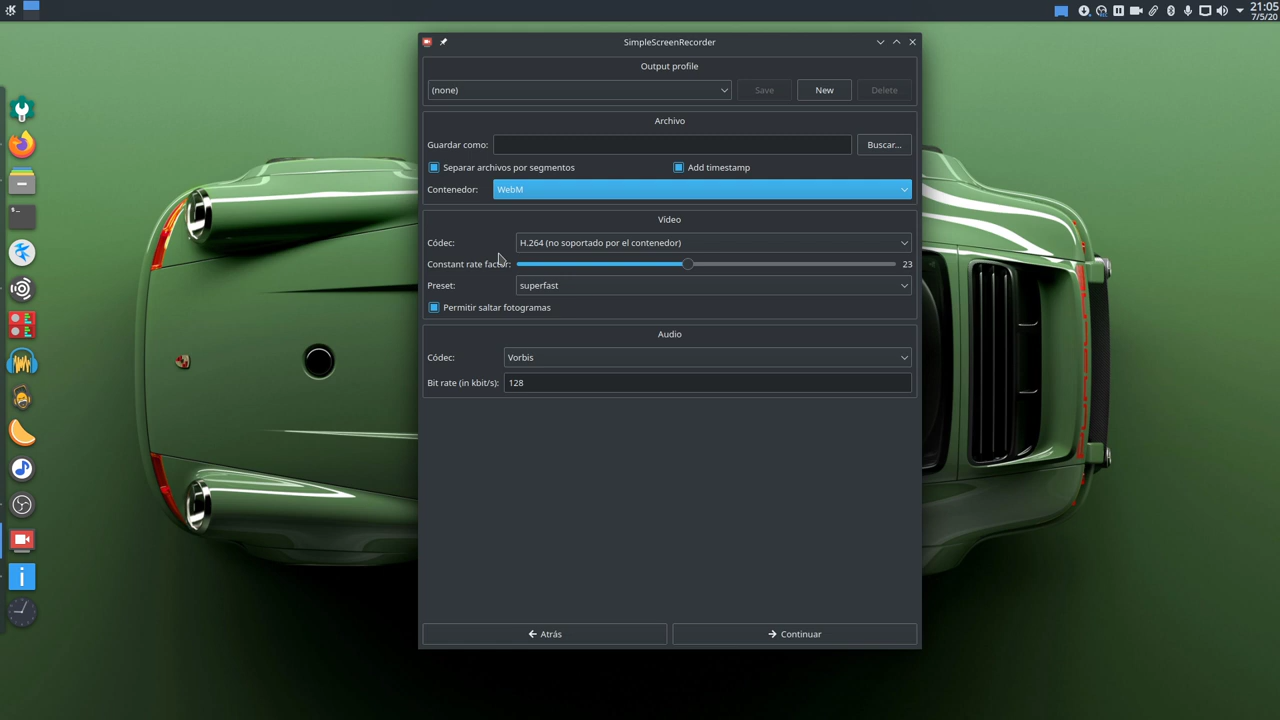 21:05
7/5/20
SimpleScreenRecorder
Output profile
(none)
Save
New
Delete
Archivo
Guardar como:
Buscar...
Separar archivos por segmentos
Add timestamp
Contenedor:
WebM
Vídeo
Códec:
H.264 (no soportado por el contenedor)
Constant rate factor:
23
Preset:
superfast
Permitir saltar fotogramas
Audio
Códec:
Vorbis
Bit rate (in kbit/s):
128
Atrás
Continuar